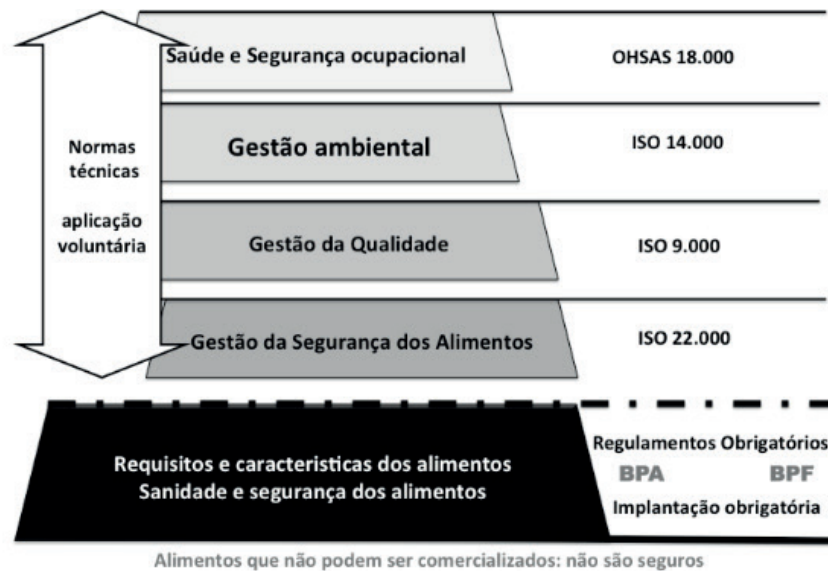 Saúde e Segurança ocupacional
OHSAS 18.000
Normas
técnicas
aplicação
voluntária
Gestão ambiental
ISO 14.000
Gestão da Qualidade
ISO 9.000
Gestão da Segurança dos Alimentos
ISO 22.000
Requisitos e caracteristicas dos alimentos
Sanidade e segurança dos alimentos
Regulamentos Obrigatórios
BPA BPF
Implantação obrigatória
Alimentos que não podem ser comercializados: não são seguros